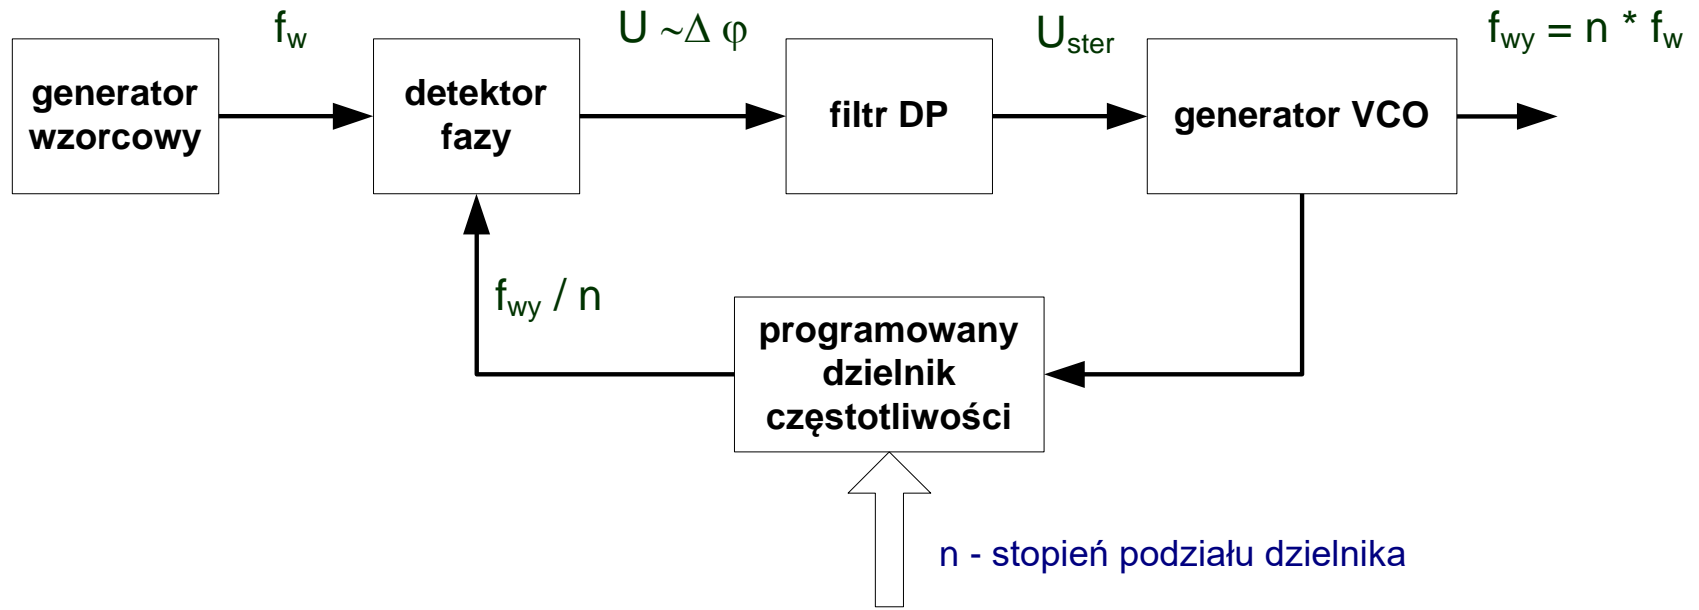 f_w
U ~Δ φ
U_ster
f_wy = n * f_w
generator
wzorcowy
detektor
fazy
filtr DP
generator VCO
f_wy / n
programowany
dzielnik
częstotliwości
n - stopień podziału dzielnika